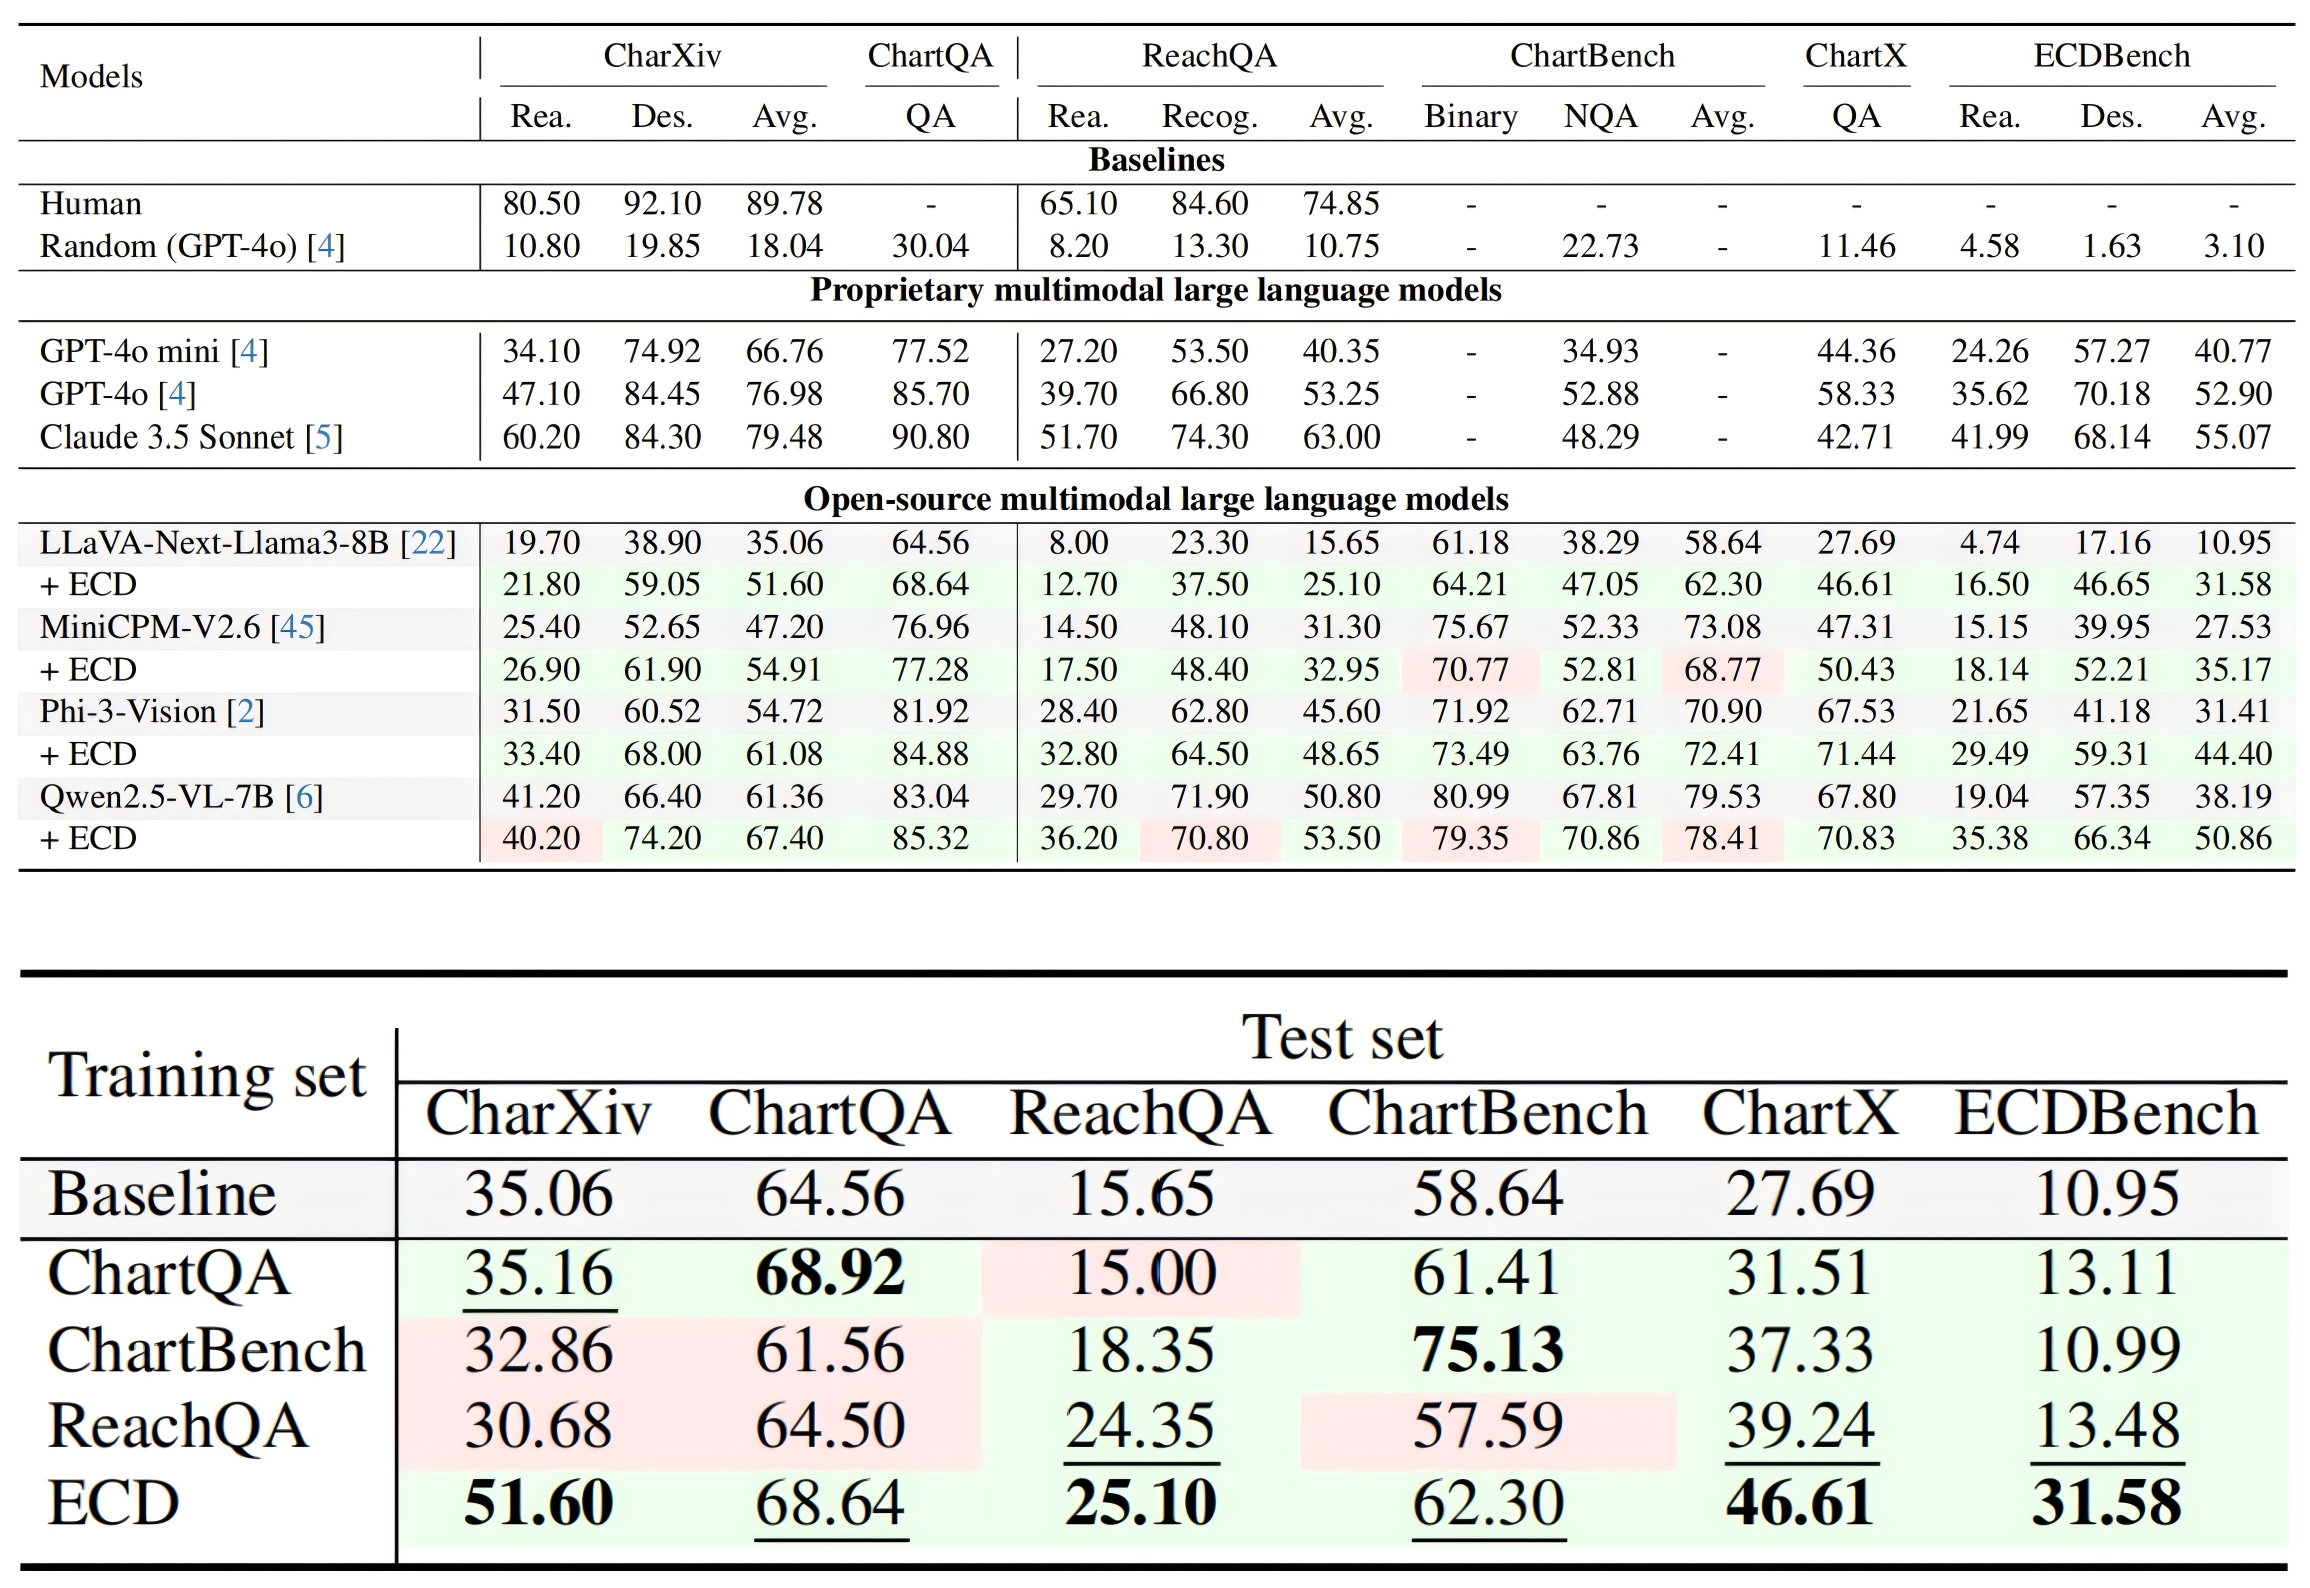 Models CharXiv ChartQA ReachQA ChartBench ChartX ECDBench
Rea. Des. Avg. QA Rea. Recog. Avg. Binary NQA Avg. QA Rea. Des. Avg.
Baselines
Human 80.50 92.10 89.78 - 65.10 84.60 74.85 - - - - - - -
Random (GPT-4o) [4] 10.80 19.85 18.04 30.04 8.20 13.30 10.75 - 22.73 - 11.46 4.58 1.63 3.10
Proprietary multimodal large language models
GPT-4o mini [4] 34.10 74.92 66.76 77.52 27.20 53.50 40.35 - 34.93 - 44.36 24.26 57.27 40.77
GPT-4o [4] 47.10 84.45 76.98 85.70 39.70 66.80 53.25 - 52.88 - 58.33 35.62 70.18 52.90
Claude 3.5 Sonnet [5] 60.20 84.30 79.48 90.80 51.70 74.30 63.00 - 48.29 - 42.71 41.99 68.14 55.07
Open-source multimodal large language models
LLaVA-Next-Llama3-8B [22] 19.70 38.90 35.06 64.56 8.00 23.30 15.65 61.18 38.29 58.64 27.69 4.74 17.16 10.95
+ ECD 21.80 59.05 51.60 68.64 12.70 37.50 25.10 64.21 47.05 62.30 46.61 16.50 46.65 31.58
MiniCPM-V2.6 [45] 25.40 52.65 47.20 76.96 14.50 48.10 31.30 75.67 52.33 73.08 47.31 15.15 39.95 27.53
+ ECD 26.90 61.90 54.91 77.28 17.50 48.40 32.95 70.77 52.81 68.77 50.43 18.14 52.21 35.17
Phi-3-Vision [2] 31.50 60.52 54.72 81.92 28.40 62.80 45.60 71.92 62.71 70.90 67.53 21.65 41.18 31.41
+ ECD 33.40 68.00 61.08 84.88 32.80 64.50 48.65 73.49 63.76 72.41 71.44 29.49 59.31 44.40
Qwen2.5-VL-7B [6] 41.20 66.40 61.36 83.04 29.70 71.90 50.80 80.99 67.81 79.53 67.80 19.04 57.35 38.19
+ ECD 40.20 74.20 67.40 85.32 36.20 70.80 53.50 79.35 70.86 78.41 70.83 35.38 66.34 50.86
Training set Test set
CharXiv ChartQA ReachQA ChartBench ChartX ECDBench
Baseline 35.06 64.56 15.65 58.64 27.69 10.95
ChartQA 35.16 68.92 15.00 61.41 31.51 13.11
ChartBench 32.86 61.56 18.35 75.13 37.33 10.99
ReachQA 30.68 64.50 24.35 57.59 39.24 13.48
ECD 51.60 68.64 25.10 62.30 46.61 31.58